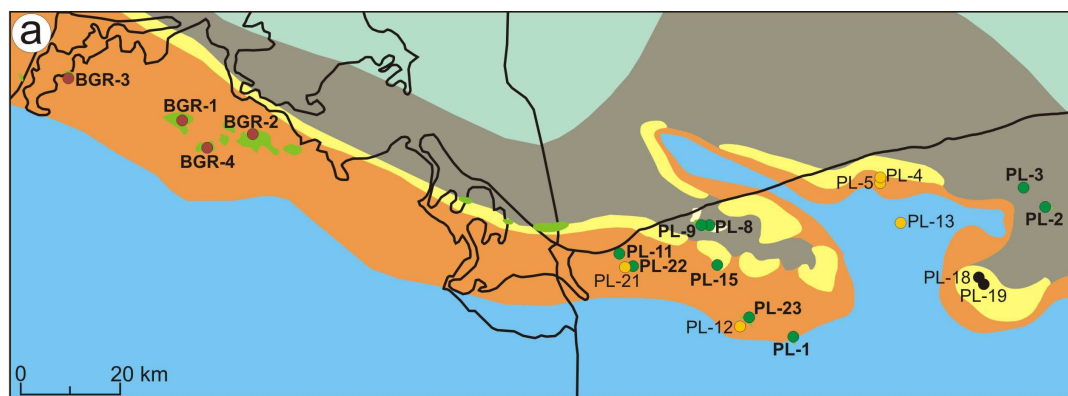 a
BGR-3
BGR-1
BGR-2
BGR-4
PL-4
PL-5
PL-3
PL-2
PL-13
PL-9
PL-8
PL-11
PL-22
PL-21
PL-15
PL-18
PL-19
PL-23
PL-12
PL-1
0
20 km